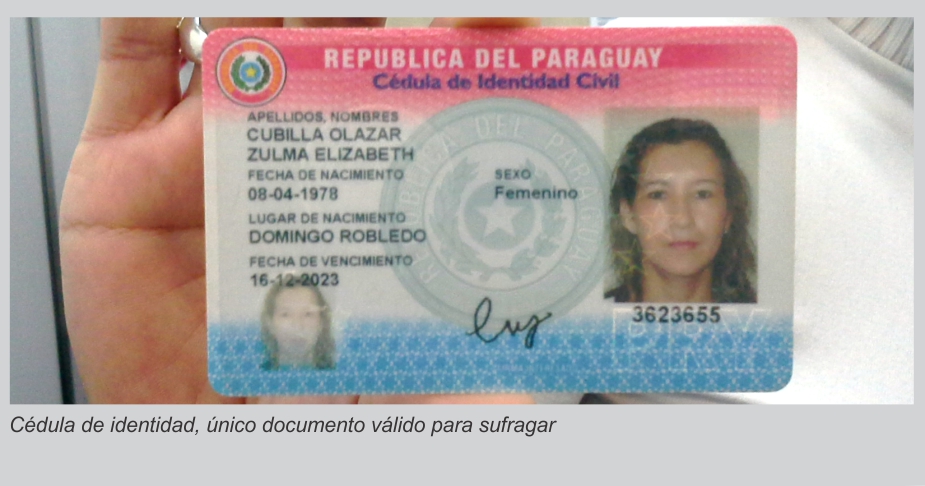 REPUBLICA DEL PARAGUAY
Cédula de Identidad Civil
APELLIDOS, NOMBRES
CUBILLA OLAZAR
ZULMA ELIZABETH
FECHA DE NACIMIENTO
08-04-1978
SEXO
Femenino
LUGAR DE NACIMIENTO
DOMINGO ROBLEDO
FECHA DE VENCIMIENTO
16-12-2023
REPUBLICA DEL PARAGUAY
3623655
PRY
Cédula de identidad, único documento válido para sufragar